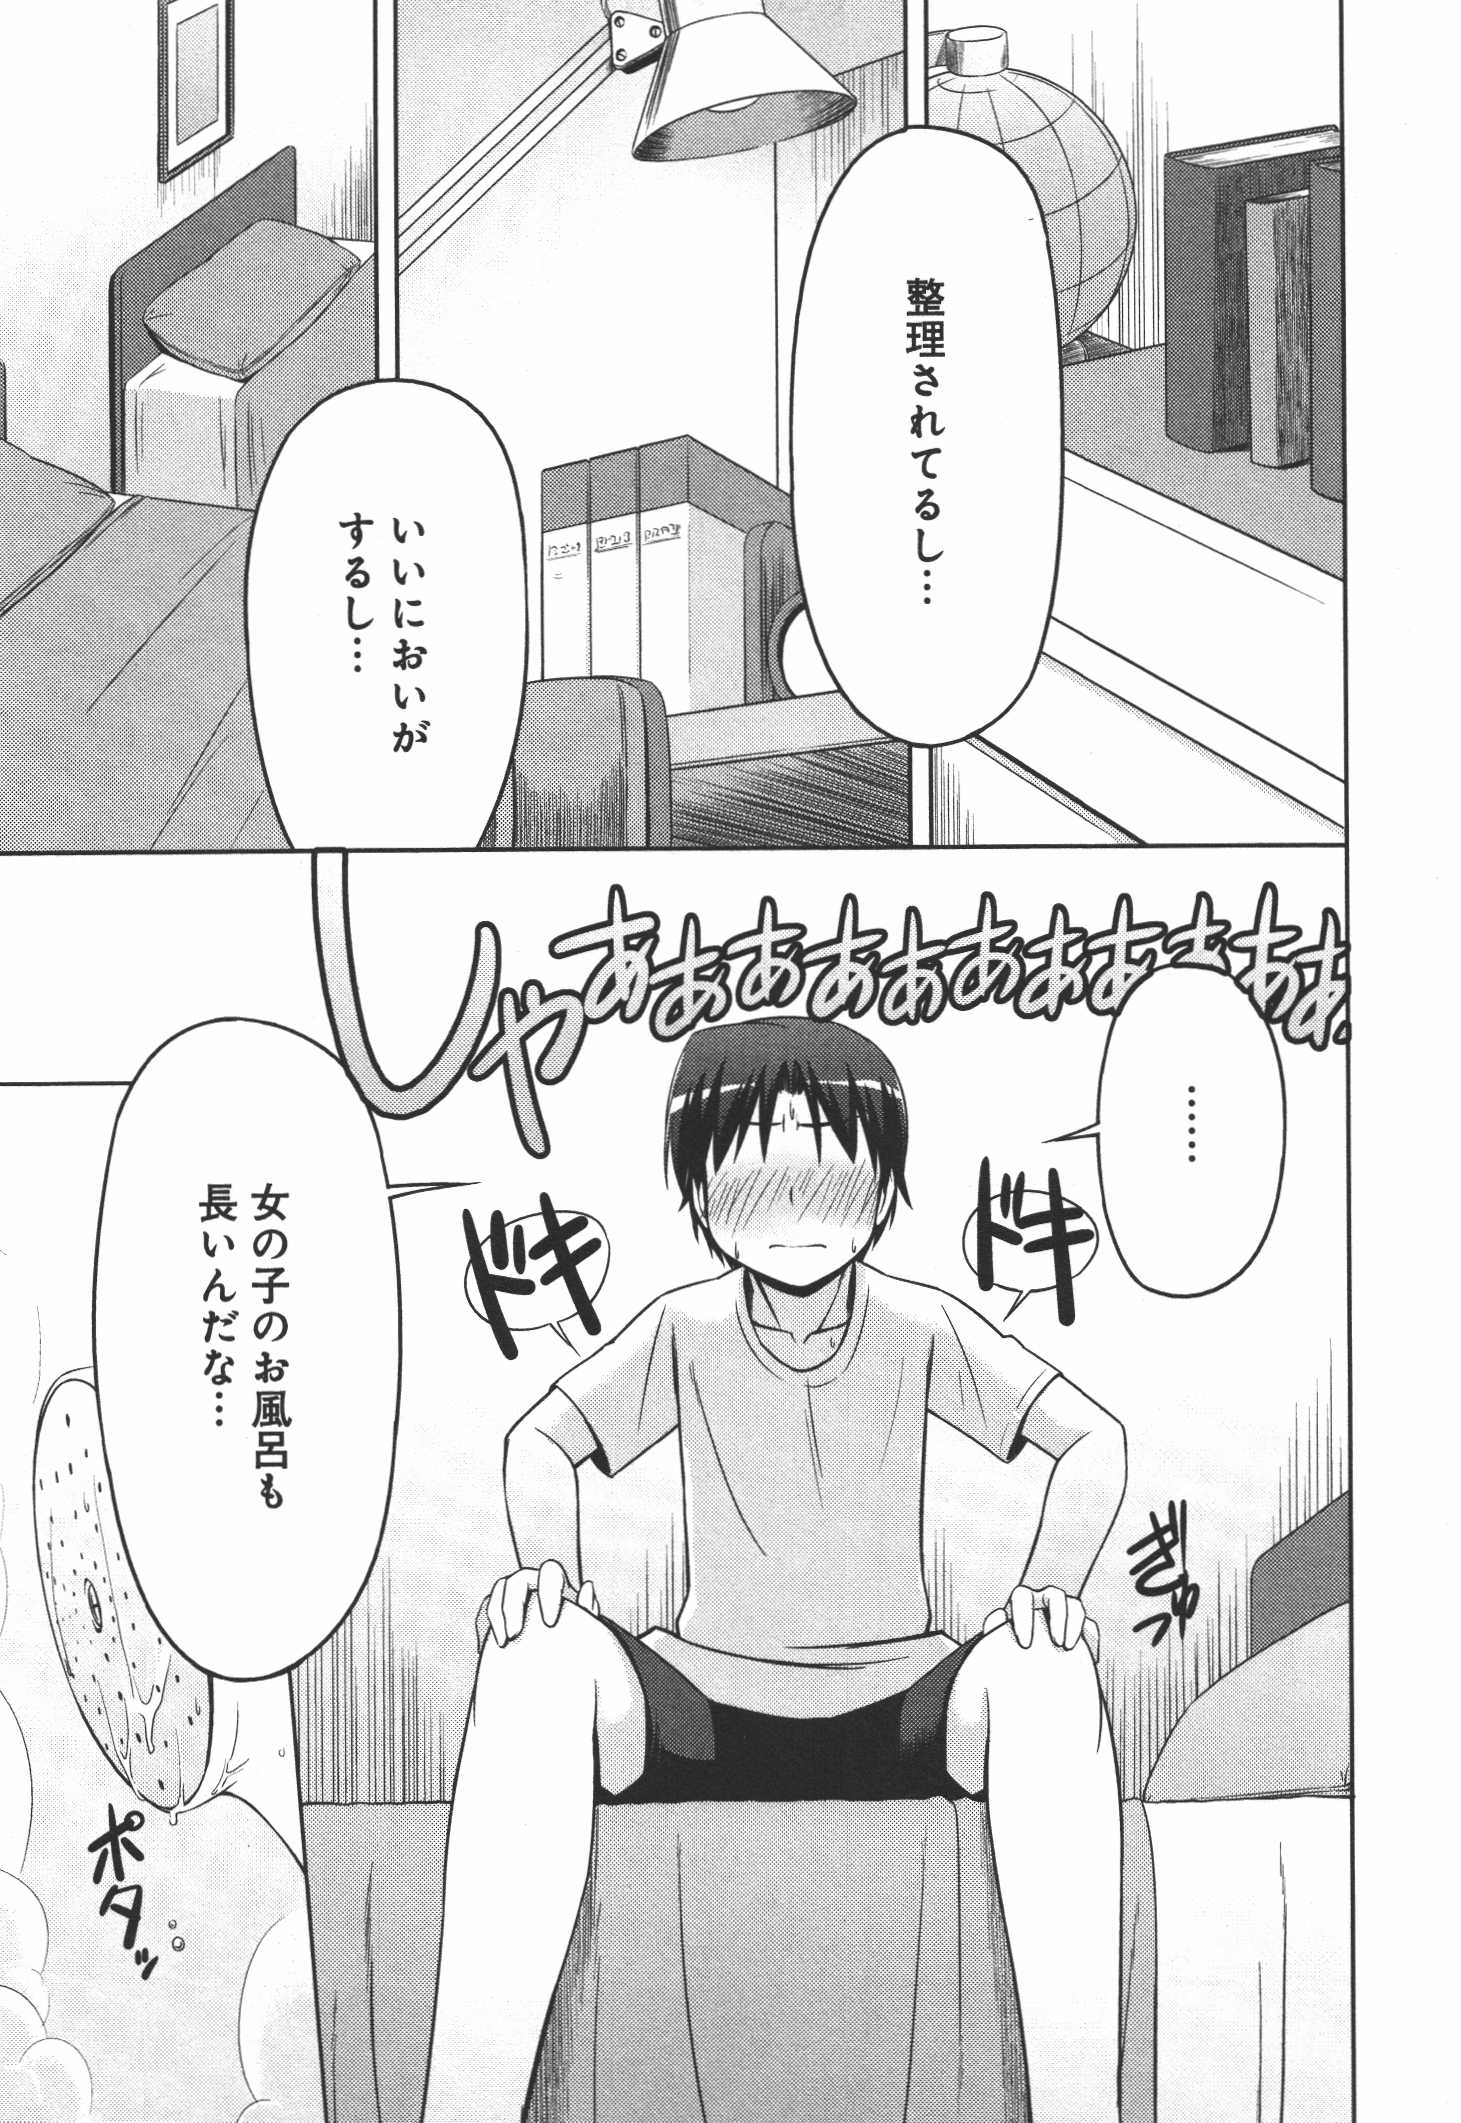 整理されてるし…
いいにおいが
するし…
しゃあああああああああああ
……
ドキ
ドキ
女の子のお風呂も
長いんだな…
ぎゅっ
ポタッ